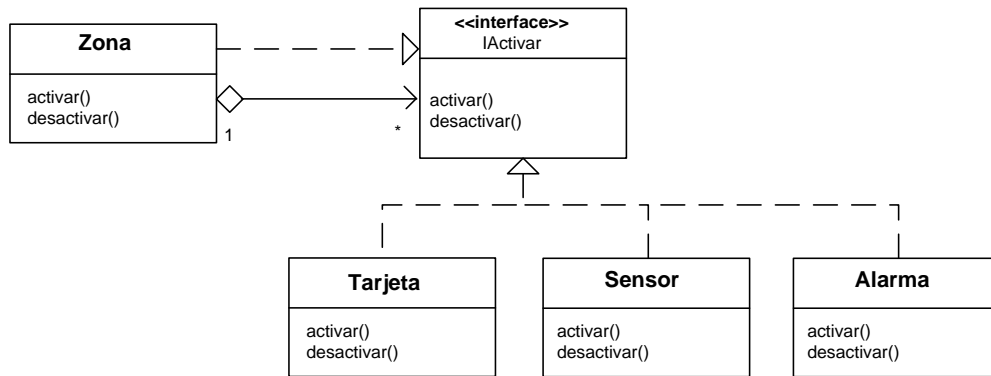 Zona
activar()
desactivar()
1
*
<<interface>>
IActivar
activar()
desactivar()
Tarjeta
activar()
desactivar()
Sensor
activar()
desactivar()
Alarma
activar()
desactivar()